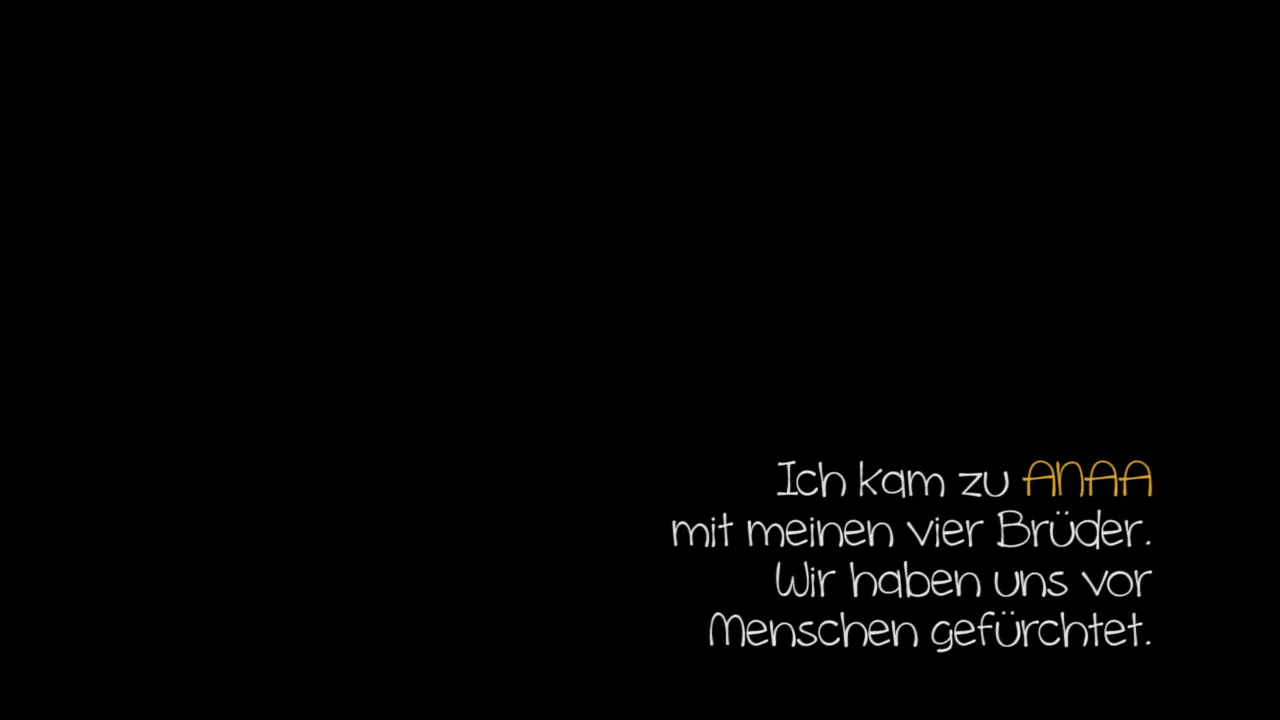 Ich kam zu ANAA
mit meinen vier Brüder.
Wir haben uns vor
Menschen gefürchtet.